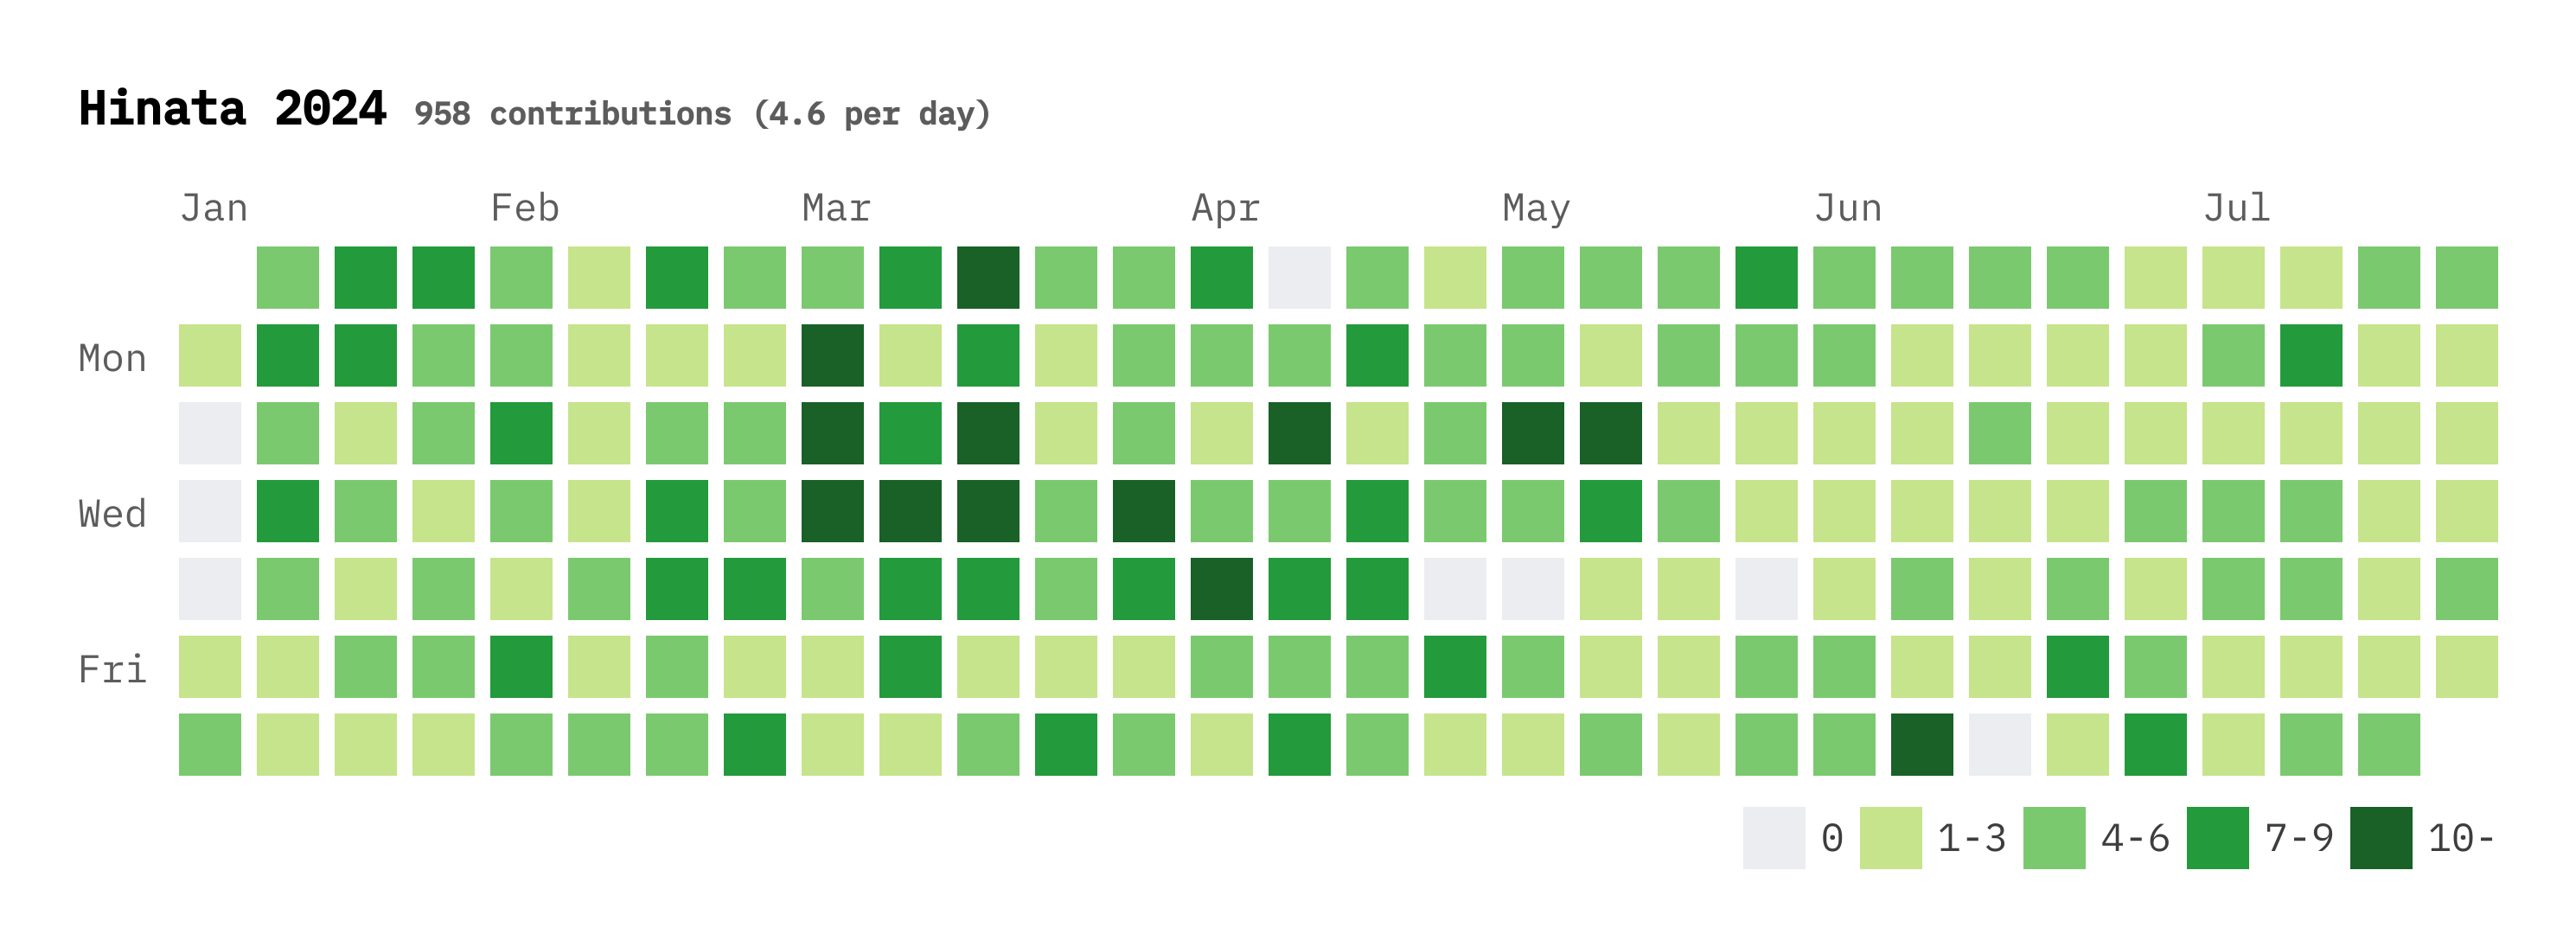 Hinata 2024 958 contributions (4.6 per day)
Jan Feb Mar Apr May Jun Jul
Mon
Wed
Fri
0 1-3 4-6 7-9 10-